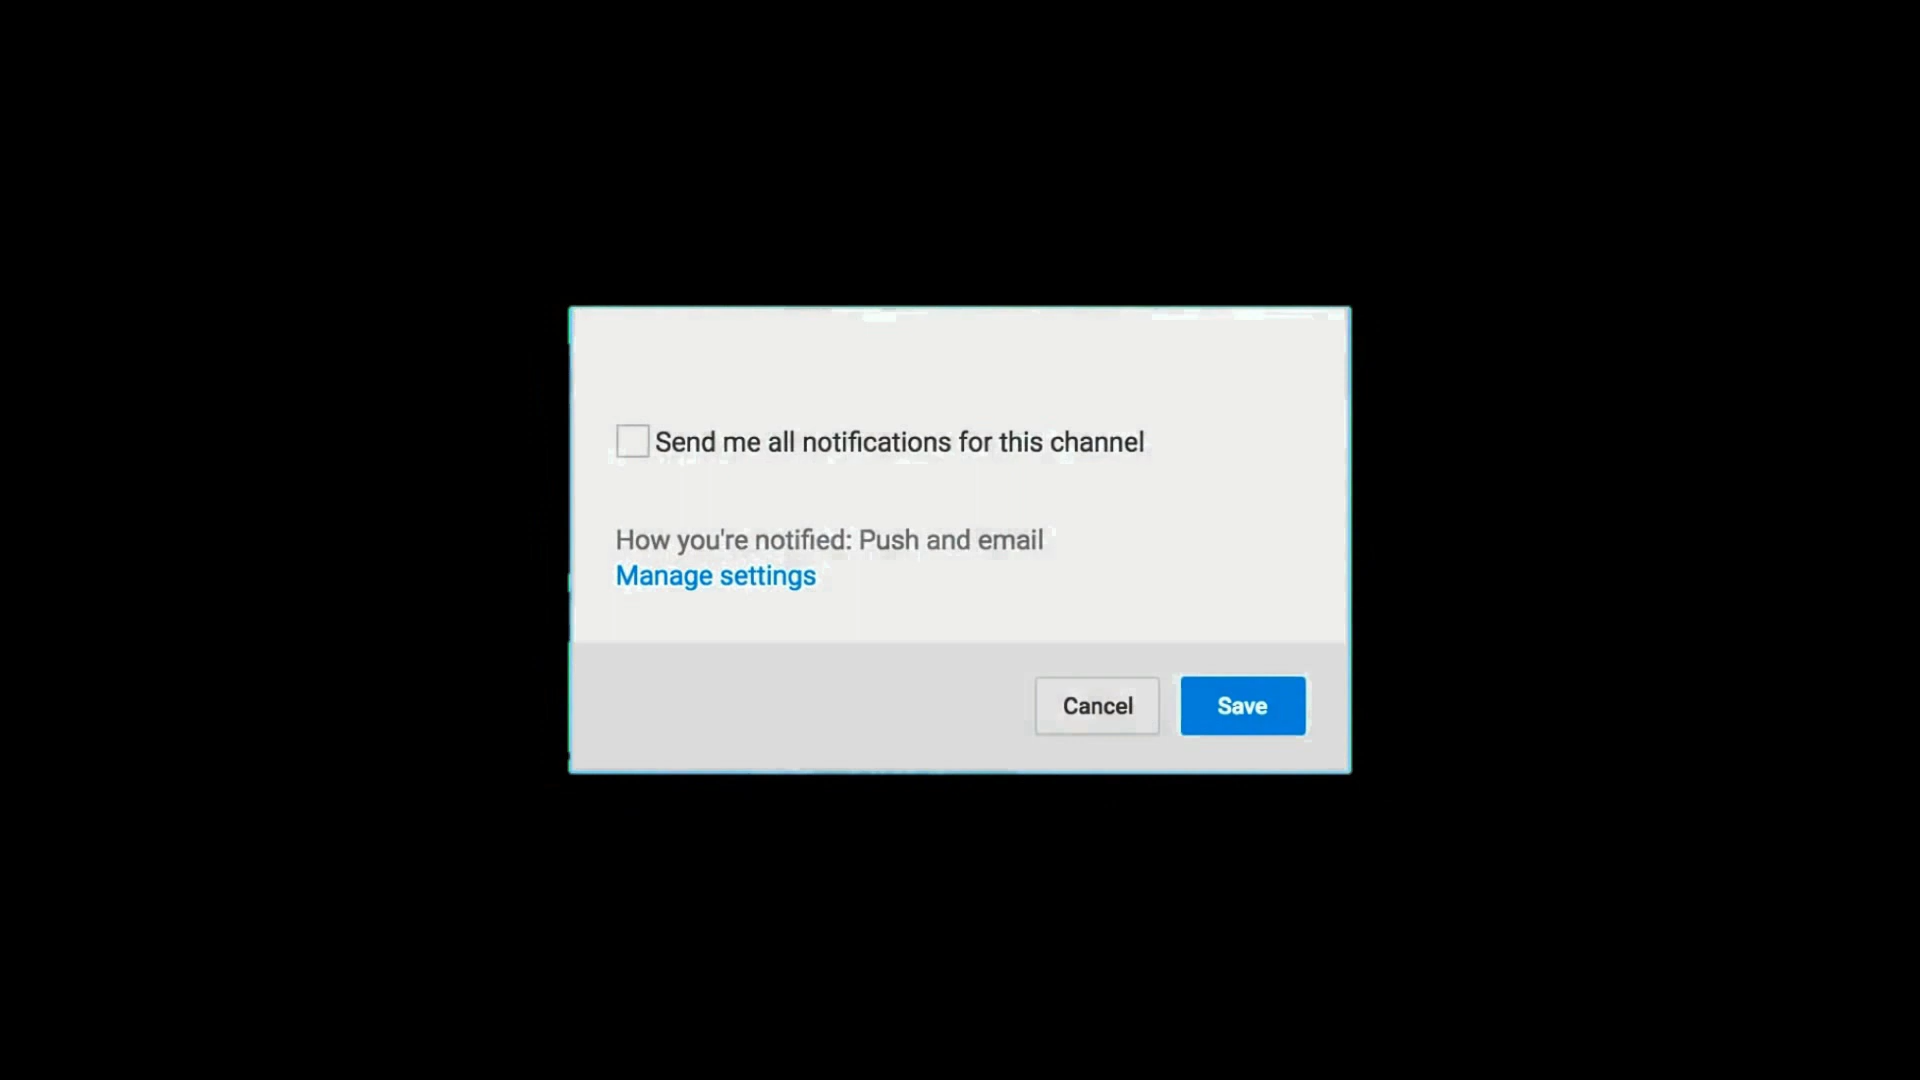 Send me all notifications for this channel
How you're notified: Push and email
Manage settings
Cancel
Save